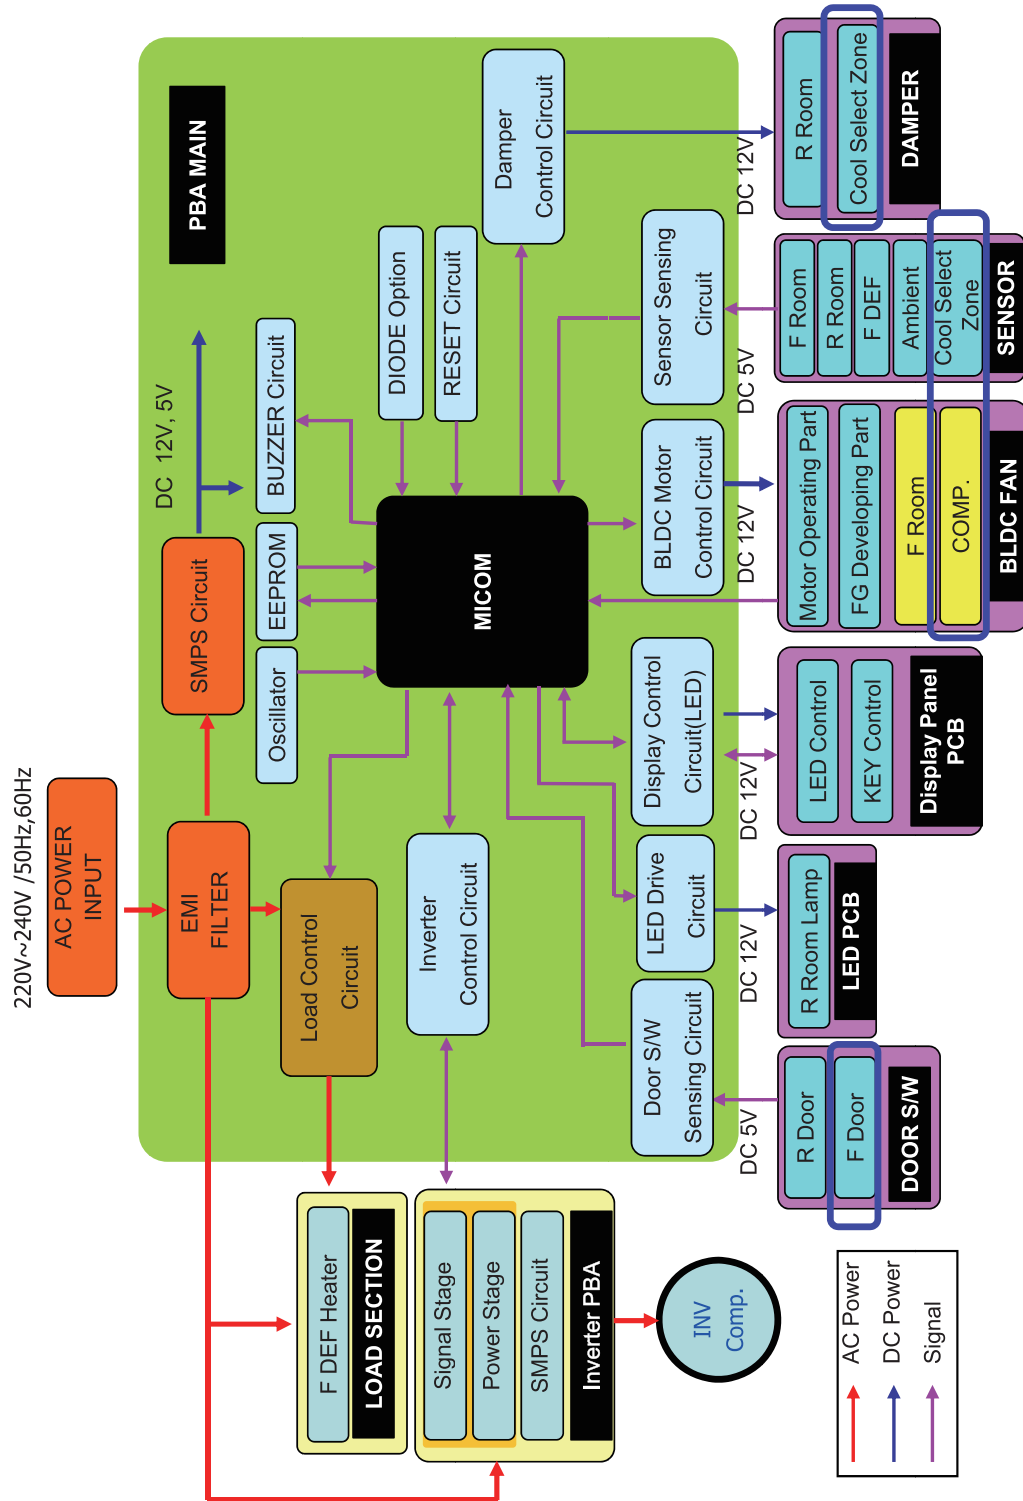 220V~240V /50Hz,60Hz
AC POWER
INPUT
EMI
FILTER
SMPS Circuit
DC 12V, 5V
PBA MAIN
Load Control
Circuit
Oscillator
EEPROM
BUZZER Circuit
DIODE Option
RESET Circuit
MICOM
Inverter
Control Circuit
Damper
Control Circuit
Door S/W
Sensing Circuit
LED Drive
Circuit
Display Control
Circuit(LED)
BLDC Motor
Control Circuit
Sensor Sensing
Circuit
F DEF Heater
LOAD SECTION
Signal Stage
Power Stage
SMPS Circuit
Inverter PBA
INV
Comp.
DC 5V
DC 12V
DC 12V
DC 12V
DC 5V
DC 12V
R Door
F Door
DOOR S/W
R Room Lamp
LED PCB
LED Control
KEY Control
Display Panel
PCB
Motor Operating Part
FG Developing Part
F Room
COMP.
BLDC FAN
F Room
R Room
F DEF
Ambient
Cool Select
Zone
SENSOR
R Room
Cool Select Zone
DAMPER
AC Power
DC Power
Signal